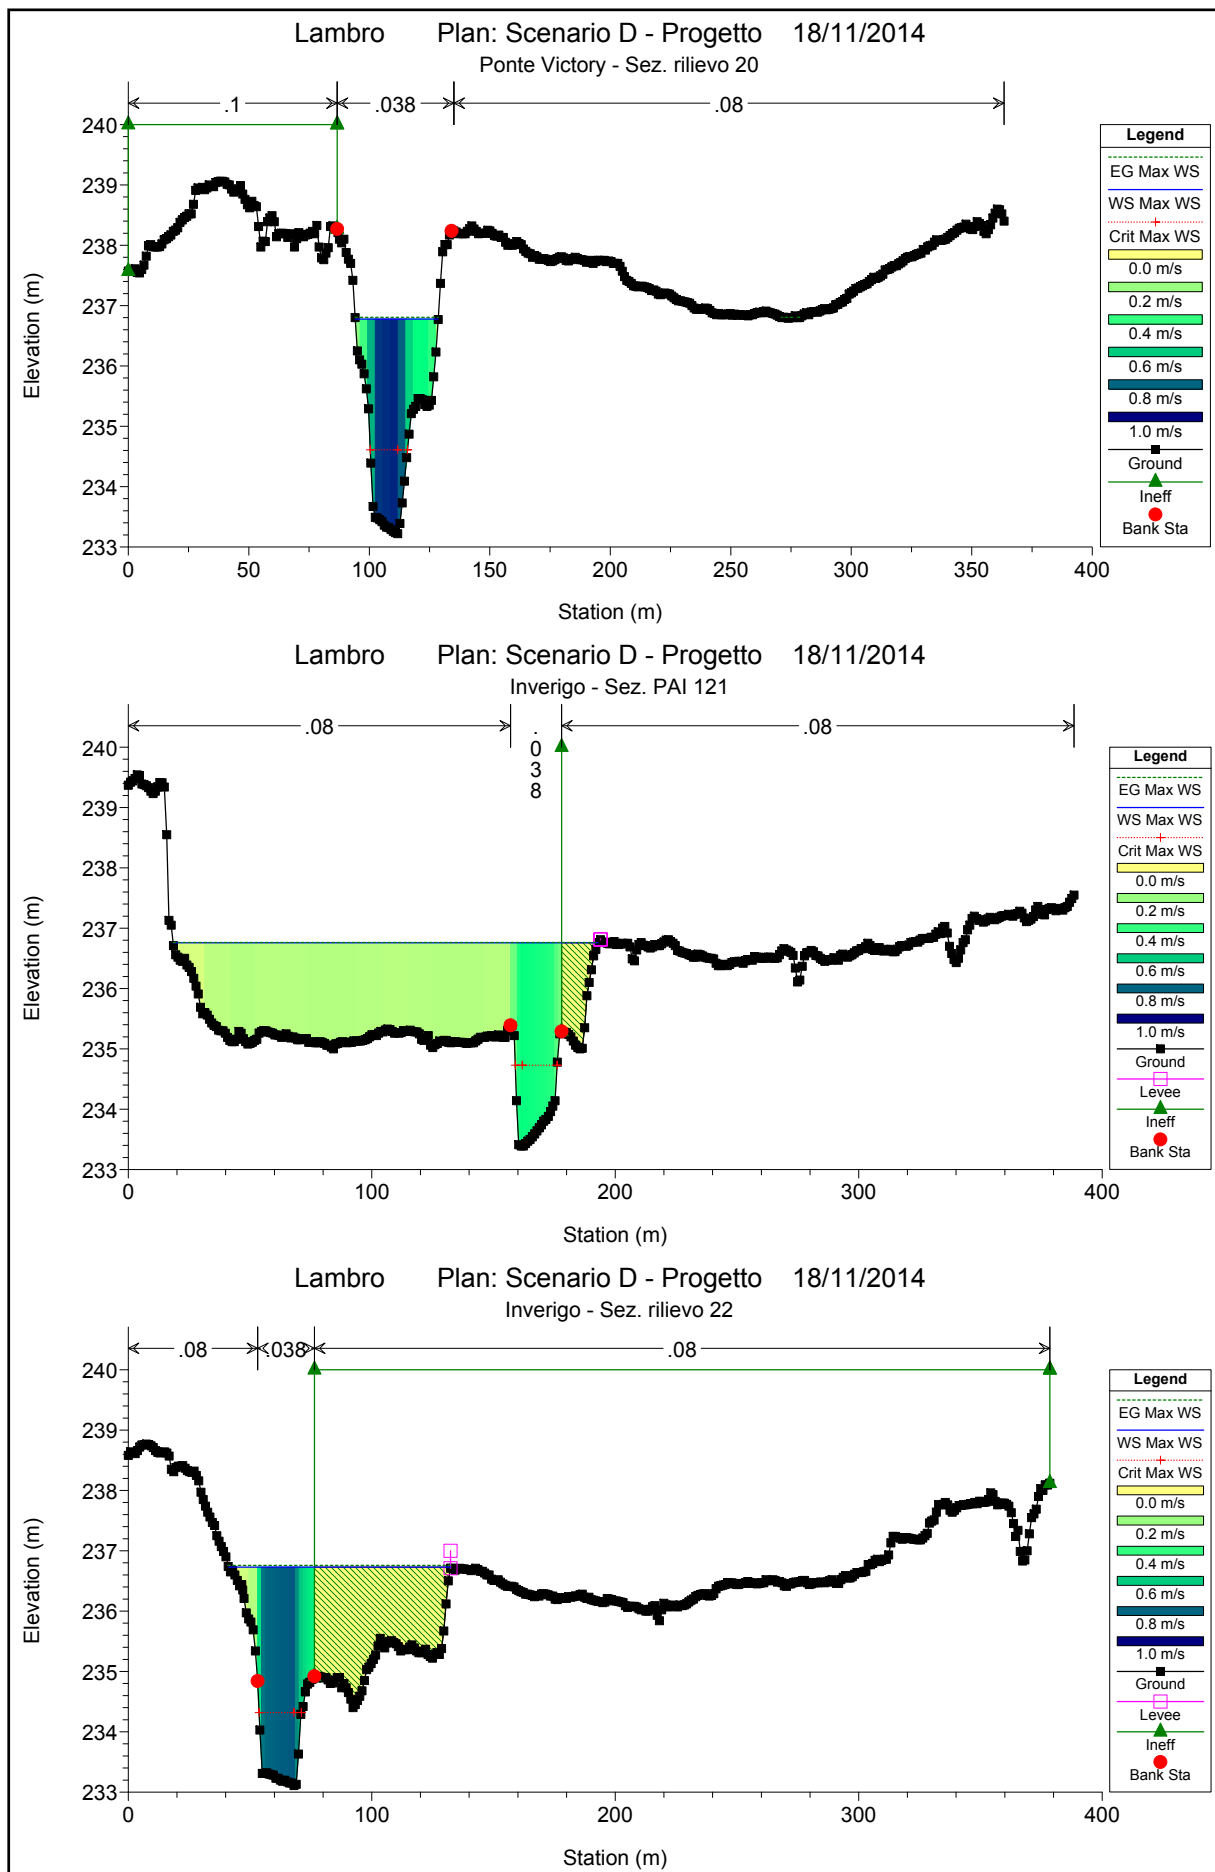 Lambro Plan: Scenario D - Progetto 18/11/2014
Ponte Victory - Sez. rilievo 20
.1 .038 .08
Elevation (m)
240
239
238
237
236
235
234
233
0 50 100 150 200 250 300 350 400
Station (m)
Legend
EG Max WS
WS Max WS
Crit Max WS
0.0 m/s
0.2 m/s
0.4 m/s
0.6 m/s
0.8 m/s
1.0 m/s
Ground
Ineff
Bank Sta
Lambro Plan: Scenario D - Progetto 18/11/2014
Inverigo - Sez. PAI 121
.08 .038 .08
Elevation (m)
240
239
238
237
236
235
234
233
0 100 200 300 400
Station (m)
Legend
EG Max WS
WS Max WS
Crit Max WS
0.0 m/s
0.2 m/s
0.4 m/s
0.6 m/s
0.8 m/s
1.0 m/s
Ground
Levee
Ineff
Bank Sta
Lambro Plan: Scenario D - Progetto 18/11/2014
Inverigo - Sez. rilievo 22
.08 .038 .08
Elevation (m)
240
239
238
237
236
235
234
233
0 100 200 300 400
Station (m)
Legend
EG Max WS
WS Max WS
Crit Max WS
0.0 m/s
0.2 m/s
0.4 m/s
0.6 m/s
0.8 m/s
1.0 m/s
Ground
Levee
Ineff
Bank Sta